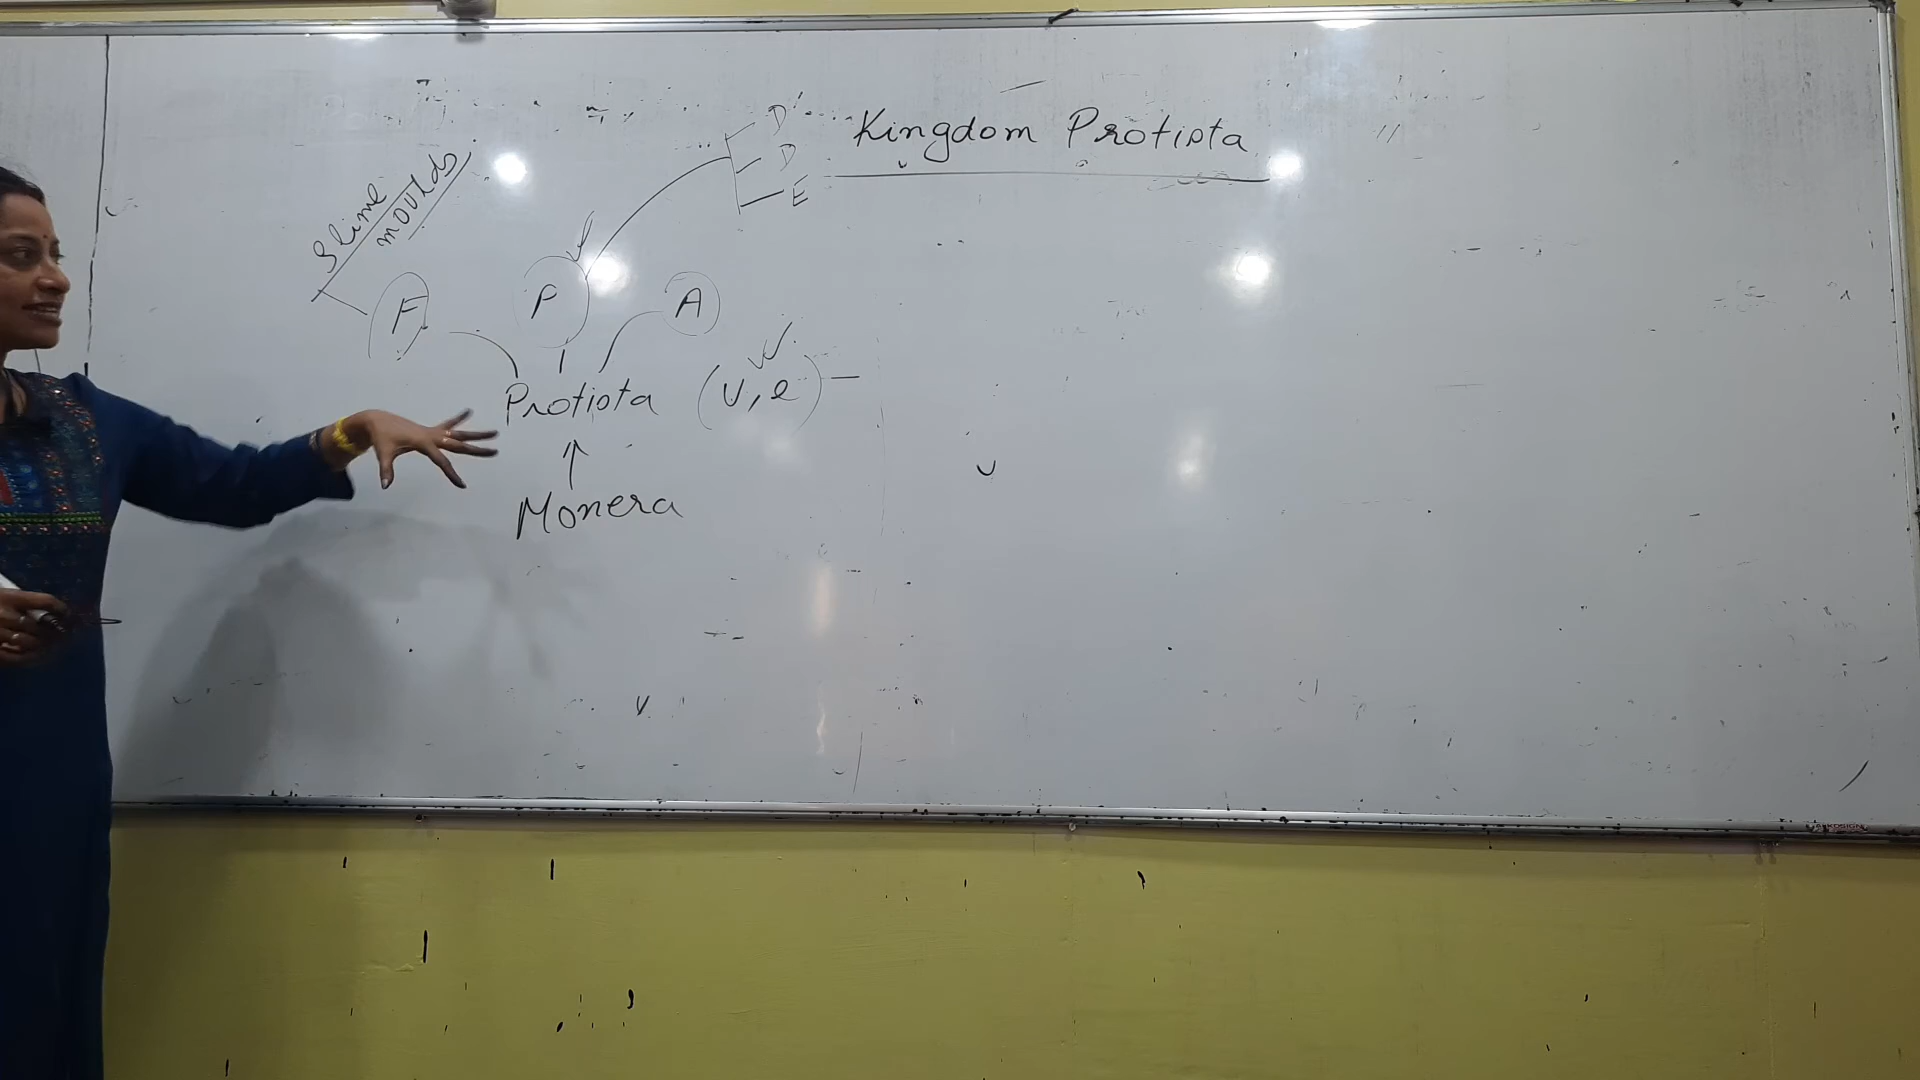 Kingdom Protista
D
D
E
Slime
moulds
F P A
Protista (U, e)
Monera